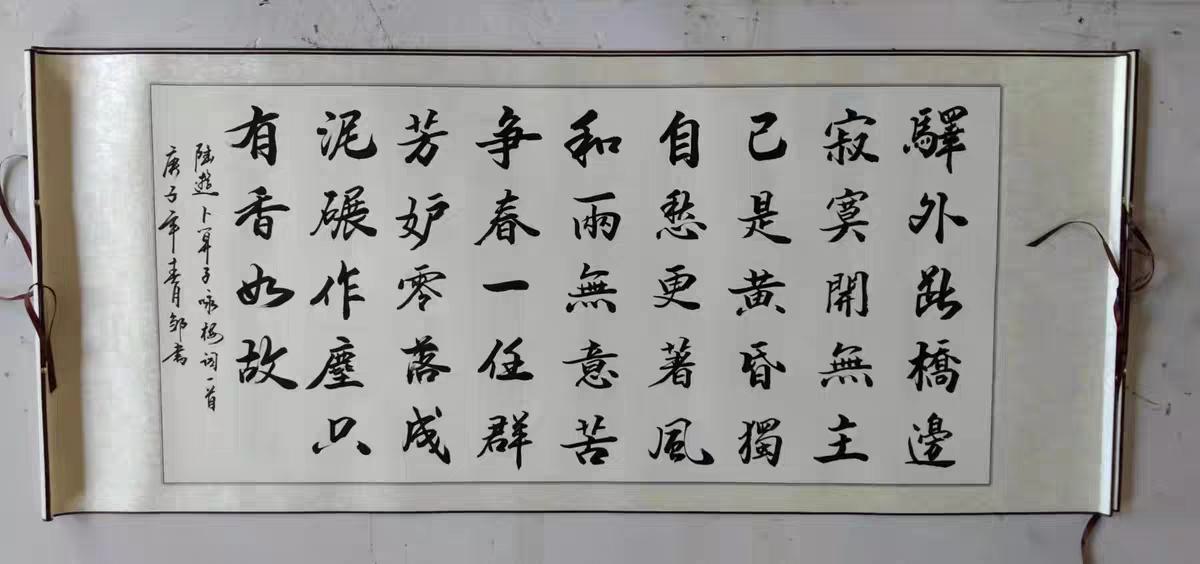 驛外斷橋邊
寂寞開無主
已是黃昏獨
自愁更著風
和雨無意苦
争春一任群
芳妒零落成
泥碾作塵只
有香如故
陆遊卜算子咏梅词一首
庚子年春月邹书